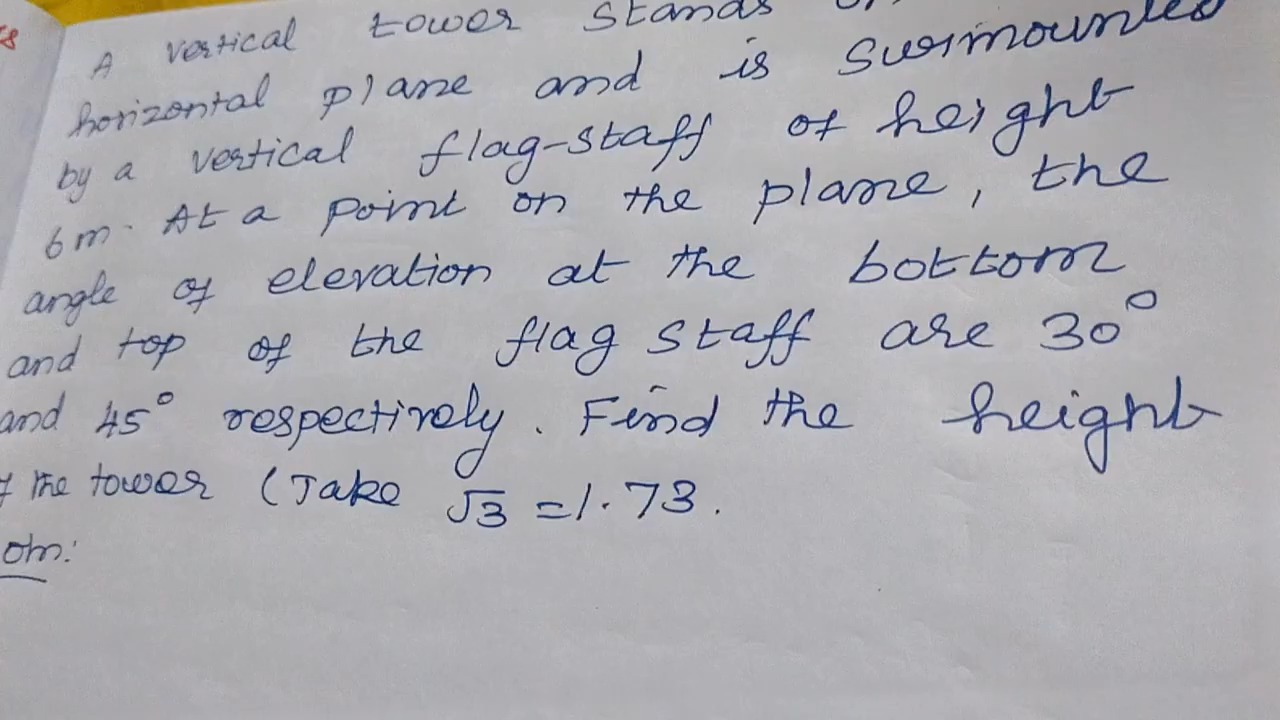 A vertical tower stands
horizontal plane and is surmounted
by a vertical flag-staff of height
6m. At a point on the plane, the
angle of elevation at the bottom
and top of the flag staff are 30°
and 45° respectively. Find the height
the tower (Take √3 = 1.73.